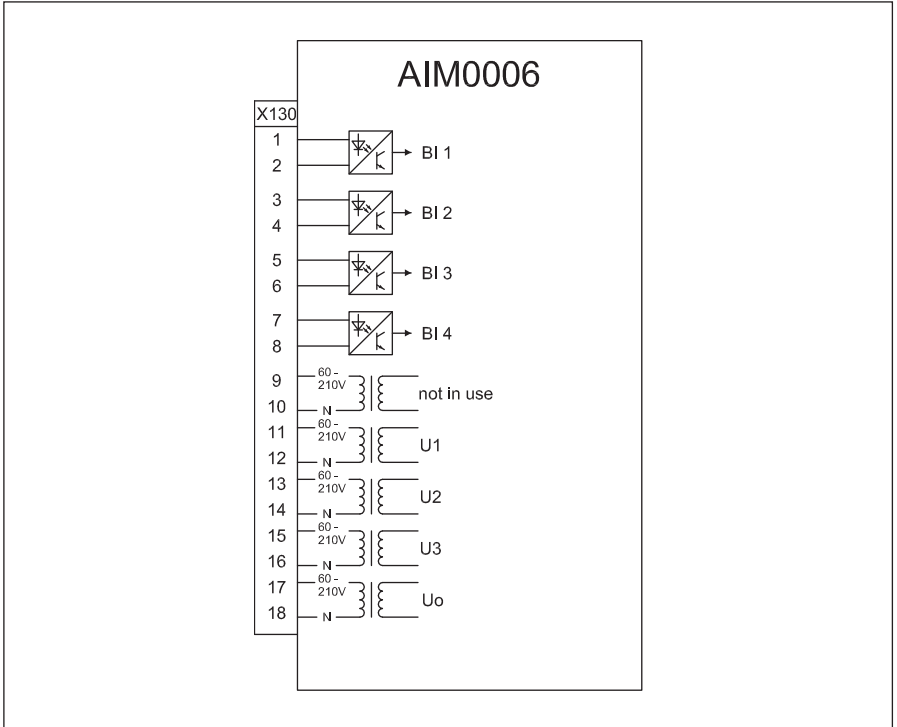 AIM0006
X130
1
BI 1
2
3
BI 2
4
5
BI 3
6
7
BI 4
8
9
60 -
210V
not in use
10
N
11
60 -
210V
U1
12
N
13
60 -
210V
U2
14
N
15
60 -
210V
U3
16
N
17
60 -
210V
Uo
18
N